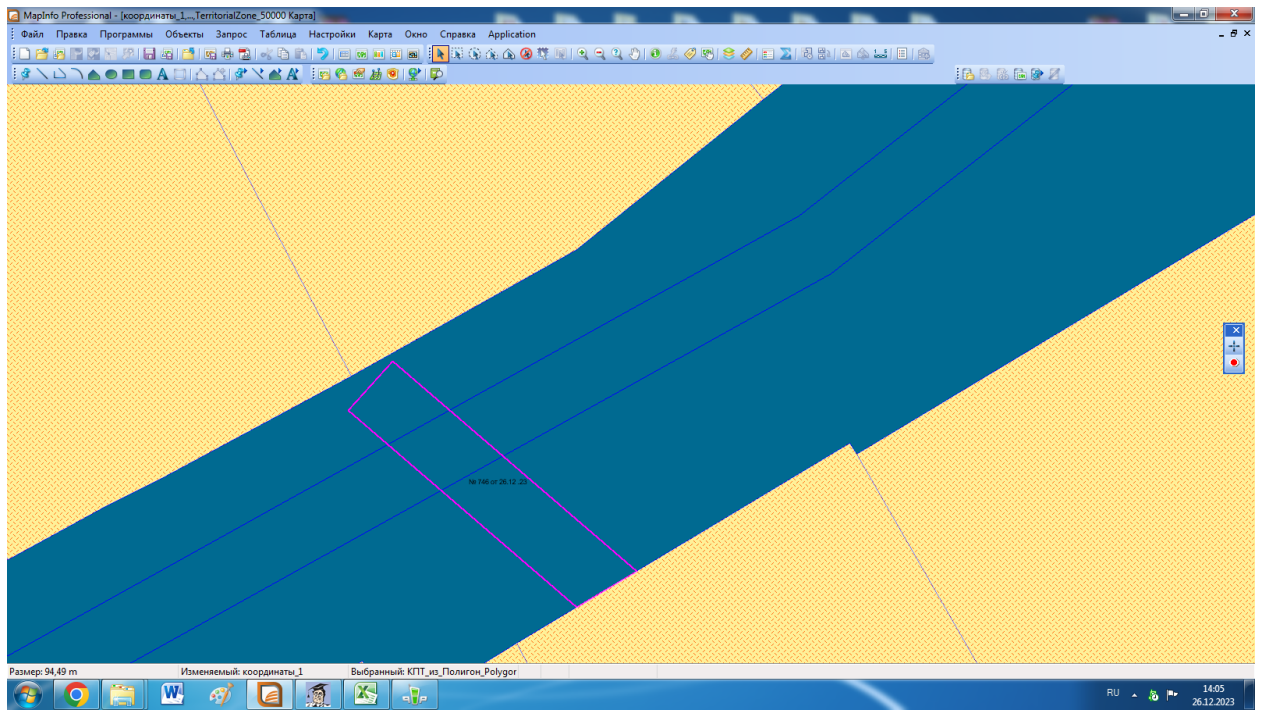 MapInfo Professional - [координаты_1,...,TerritorialZone_50000 Карта]
Файл Правка Программы Объекты Запрос Таблица Настройки Карта Окно Справка Application
№ 746 от 26.12 .23
Размер: 94,49 m Изменяемый: координаты_1 Выбранный: КПТ_из_Полигон_Polygor
RU 14:05
26.12.2023